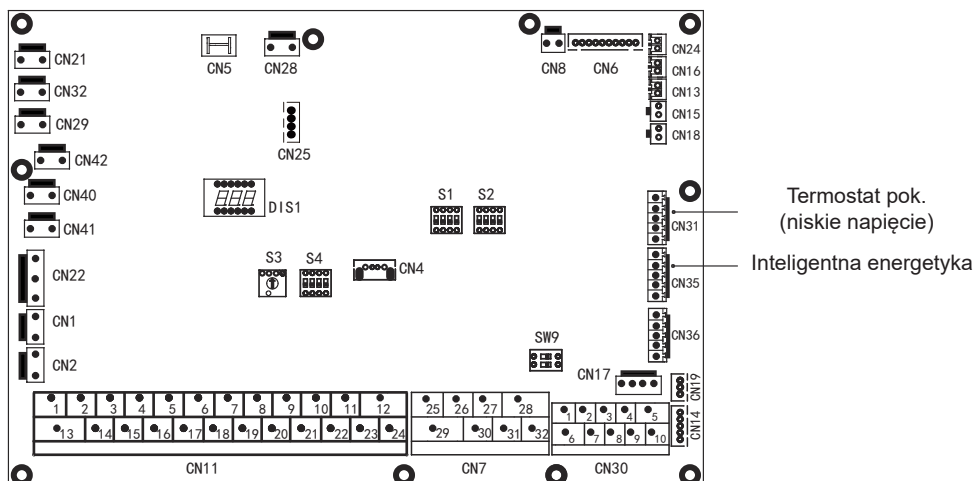 CN21
CN5
CN28
CN8
CN6
CN24
CN32
CN16
CN13
CN29
CN15
CN18
CN25
CN42
CN40
DIS1
S1
S2
CN41
CN31
Termostat pok.
(niskie napięcie)
CN22
S3
S4
CN4
CN35
Inteligentna energetyka
CN1
CN36
SW9
CN2
CN17
CN19
1 2 3 4 5 6 7 8 9 10 11 12
25 26 27 28
1 2 3 4 5
13 14 15 16 17 18 19 20 21 22 23 24
29 30 31 32
6 7 8 9 10
CN14
CN11
CN7
CN30